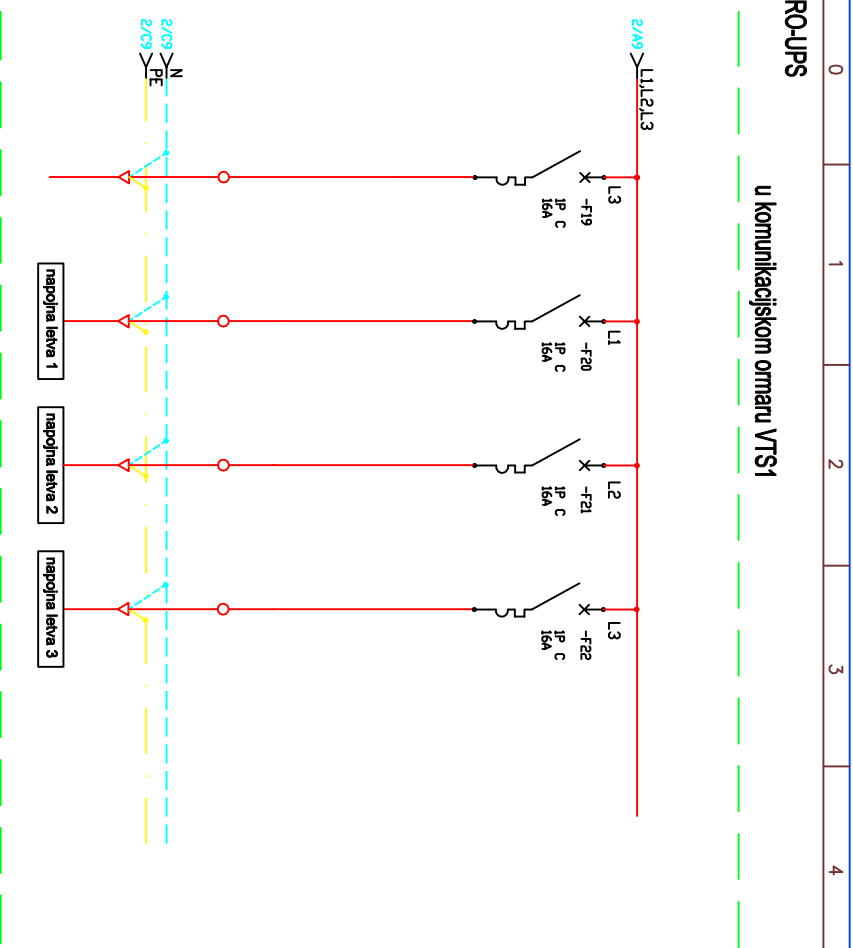 0
1
2
3
4
RO-UPS
u komunikacijskom ormaru VTS1
2/A9
L1,L2,L3
L3
-F19
1P C
16A
L1
-F20
1P C
16A
L2
-F21
1P C
16A
L3
-F22
1P C
16A
2/C9
N
2/C9
PE
napojna letva 1
napojna letva 2
napojna letva 3